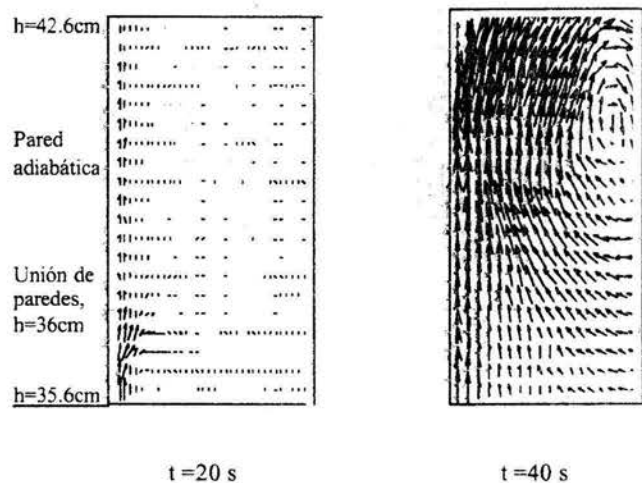 h=42.6cm
Pared
adiabática
Unión de
paredes,
h=36cm
h=35.6cm
t =20 s
t =40 s